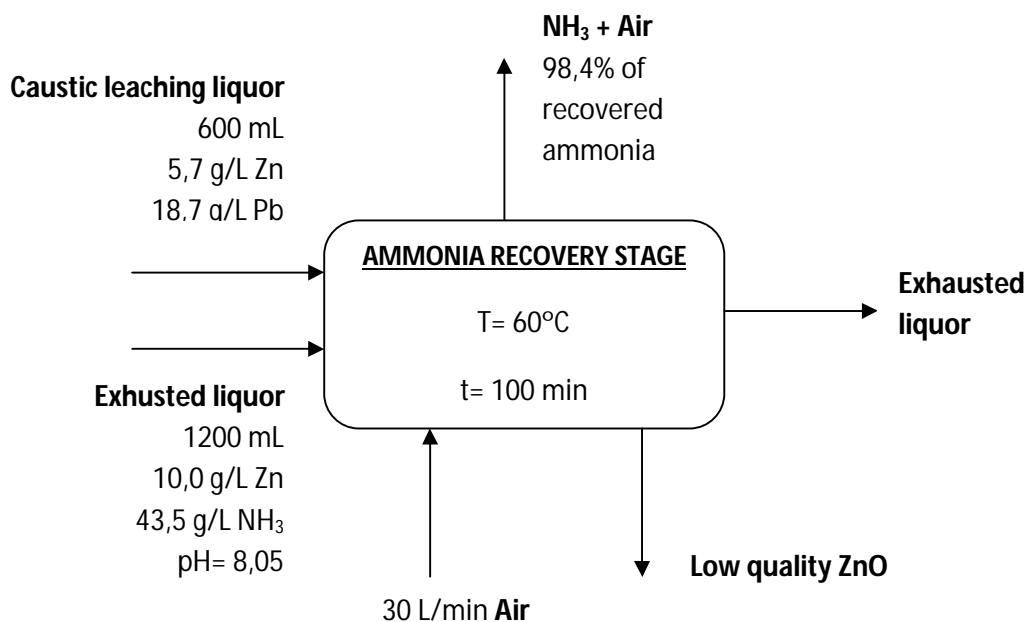 NH₃ + Air
98,4% of
recovered
ammonia
Caustic leaching liquor
600 mL
5,7 g/L Zn
18,7 g/L Pb
AMMONIA RECOVERY STAGE
T= 60ºC
t= 100 min
Exhausted
liquor
Exhusted liquor
1200 mL
10,0 g/L Zn
43,5 g/L NH₃
pH= 8,05
Low quality ZnO
30 L/min Air